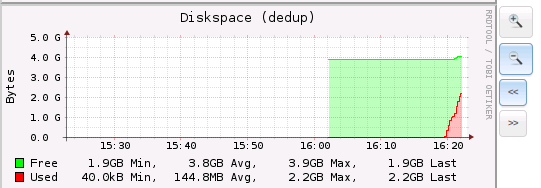 Diskspace (dedup)
RRDTOOL / TOBI OETIKER
Bytes
5.0 G
4.0 G
3.0 G
2.0 G
1.0 G
0.0
15:30 15:40 15:50 16:00 16:10 16:20
Free 1.9GB Min, 3.8GB Avg, 3.9GB Max, 1.9GB Last
Used 40.0kB Min, 144.8MB Avg, 2.2GB Max, 2.2GB Last
<<
>>